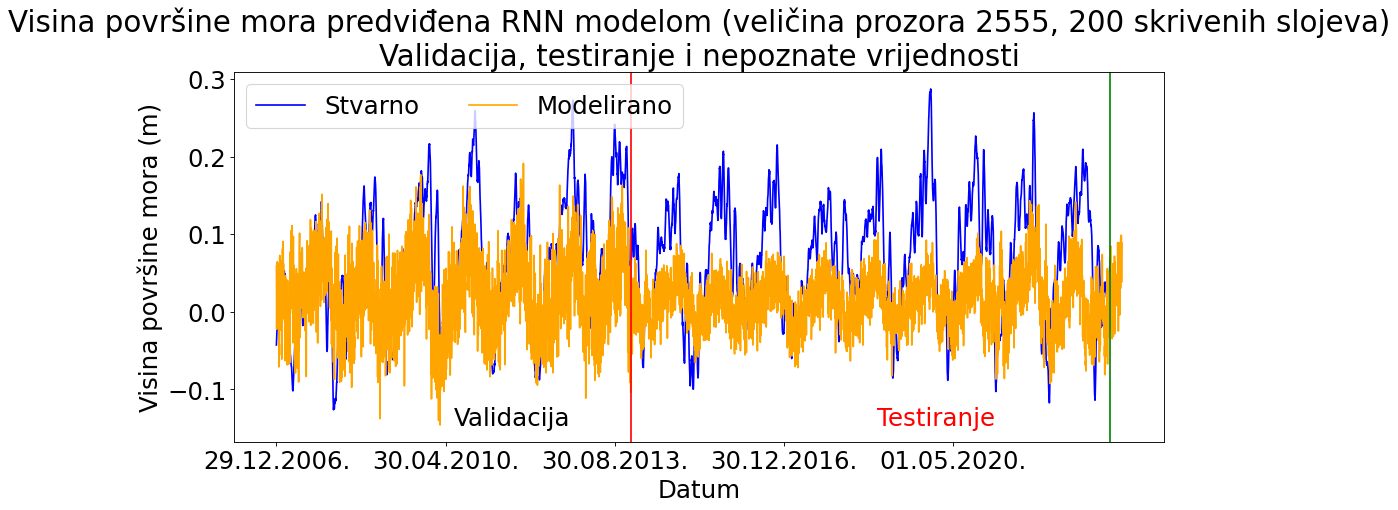 Visina površine mora predviđena RNN modelom (veličina prozora 2555, 200 skrivenih slojeva)
Validacija, testiranje i nepoznate vrijednosti
Stvarno
Modelirano
Visina površine mora (m)
0.3
0.2
0.1
0.0
−0.1
Validacija
Testiranje
29.12.2006.
30.04.2010.
30.08.2013.
30.12.2016.
01.05.2020.
Datum